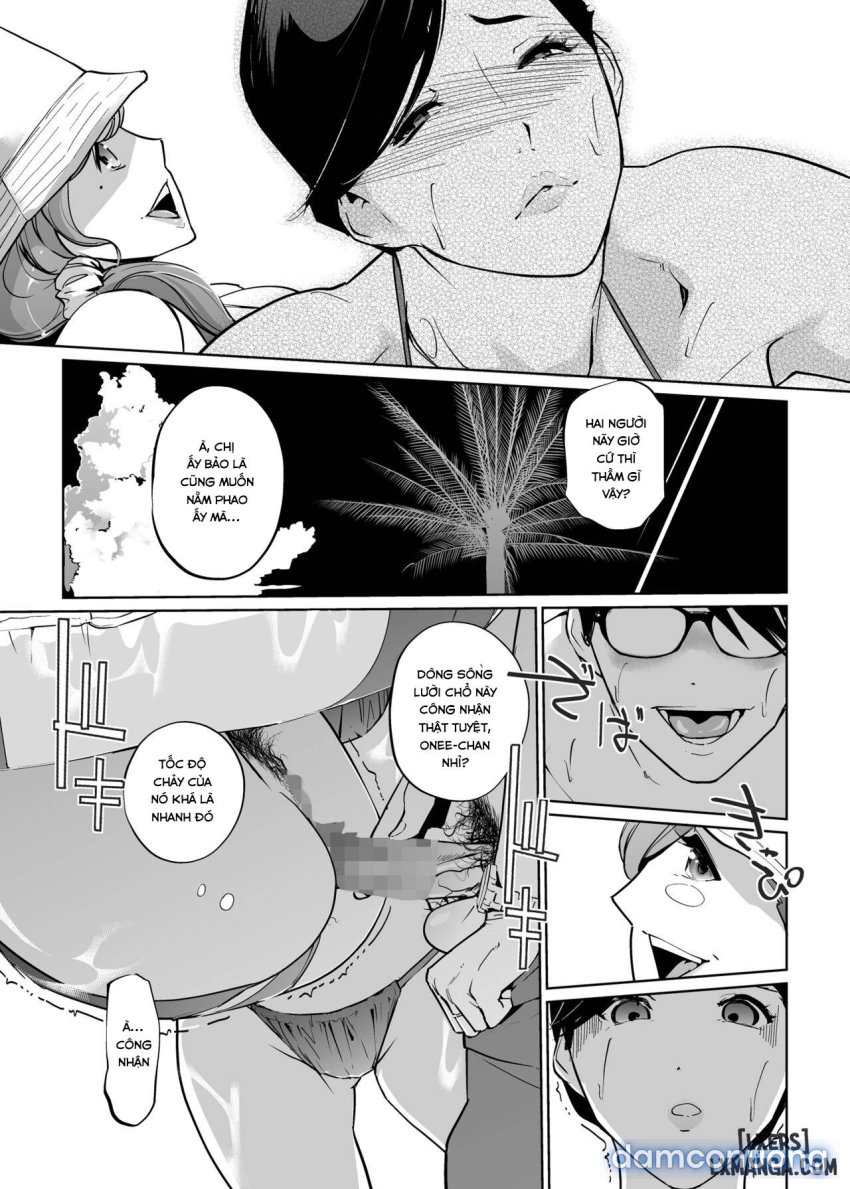 HAI NGƯỜI
NÃY GIỜ
CỨ THÌ
THẦM GÌ
VẬY?
À, CHỊ
ẤY BẢO LÀ
CŨNG MUỐN
NẰM PHAO
ẤY MÀ...
DÒNG SÔNG
LƯỜI CHỖ NÀY
CÔNG NHẬN
THẬT TUYỆT,
ONEE-CHAN
NHỈ?
TỐC ĐỘ
CHẢY CỦA
NÓ KHÁ LÀ
NHANH ĐÓ
À...
CÔNG
NHẬN
[LXERS]
LXMANGA.COM
damconuong